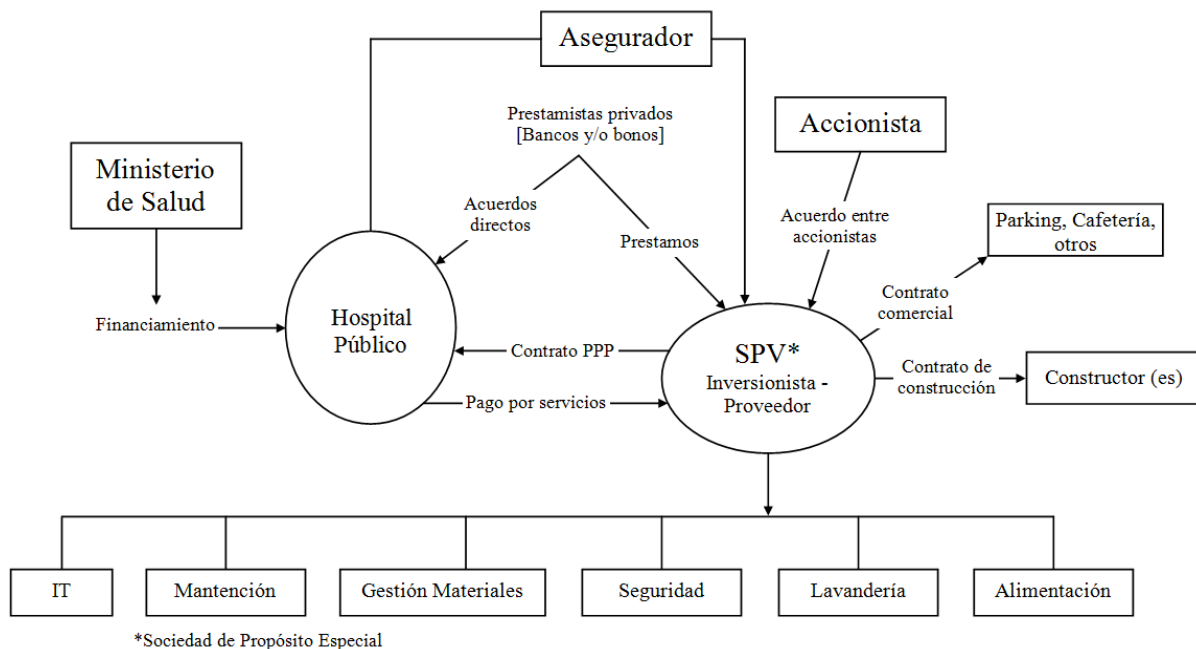 Asegurador
Prestamistas privados
[Bancos y/o bonos]
Accionista
Ministerio
de Salud
Acuerdos
directos
Prestamos
Acuerdo entre
accionistas
Parking, Cafetería,
otros
Financiamiento
Hospital
Público
Contrato
comercial
Contrato PPP
SPV*
Inversionista -
Proveedor
Contrato de
construcción
Constructor (es)
Pago por servicios
IT
Mantención
Gestión Materiales
Seguridad
Lavandería
Alimentación
*Sociedad de Propósito Especial